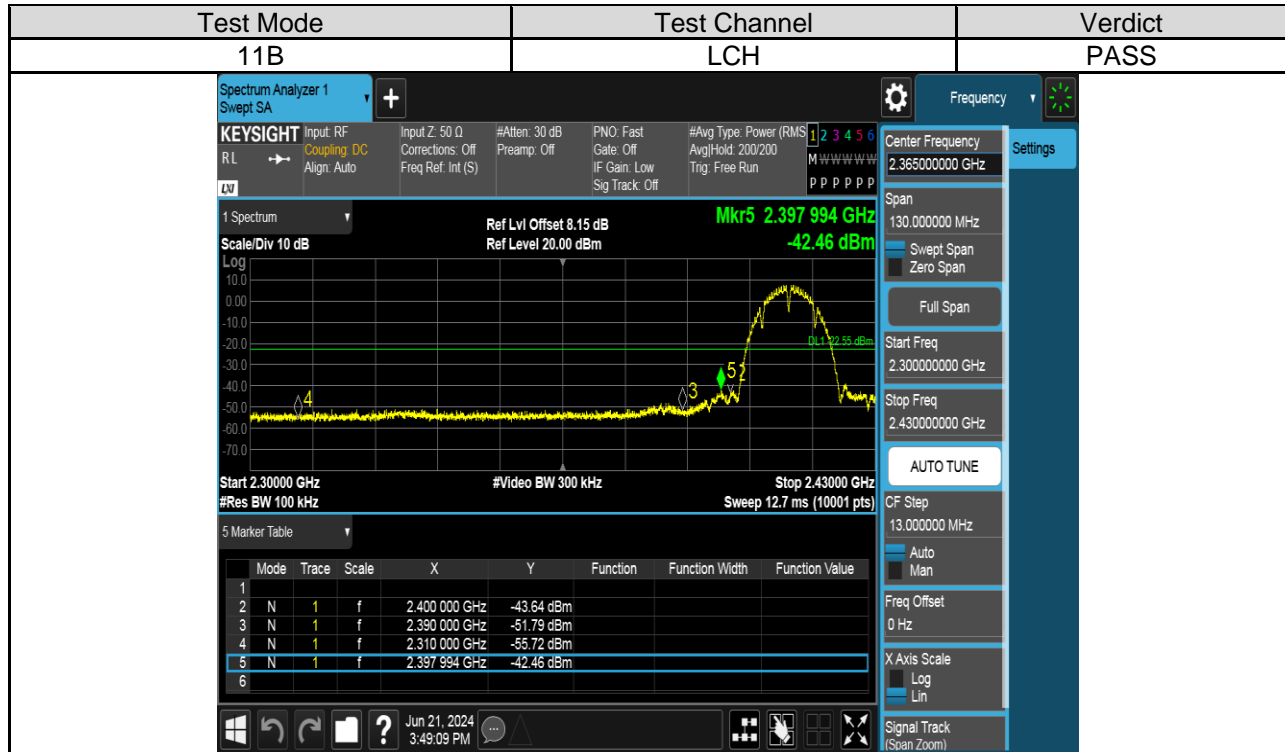 Test Mode Test Channel Verdict
11B LCH PASS
Spectrum Analyzer 1
Swept SA
+
Frequency
KEYSIGHT Input: RF Input Z: 50 Ω #Atten: 30 dB PNO: Fast #Avg Type: Power (RMS 1 2 3 4 5 6
RL Coupling: DC Corrections: Off Preamp: Off Gate: Off Avg|Hold: 200/200 M W W W W W
Align: Auto Freq Ref: Int (S) IF Gain: Low Trig: Free Run
LXI Sig Track: Off P P P P P P
Center Frequency
2.365000000 GHz
Settings
Span
130.000000 MHz
Swept Span
Zero Span
Full Span
Start Freq
2.300000000 GHz
Stop Freq
2.430000000 GHz
AUTO TUNE
CF Step
13.000000 MHz
Auto
Man
Freq Offset
0 Hz
X Axis Scale
Log
Lin
Signal Track
(Span Zoom)
1 Spectrum Ref Lvl Offset 8.15 dB Mkr5 2.397 994 GHz
Scale/Div 10 dB Ref Level 20.00 dBm -42.46 dBm
Log
10.0
0.00
-10.0
-20.0
DL1 -22.55 dBm
-30.0
-40.0
-50.0
-60.0
-70.0
4 3 5 2
Start 2.30000 GHz #Video BW 300 kHz Stop 2.43000 GHz
#Res BW 100 kHz Sweep 12.7 ms (10001 pts)
5 Marker Table
Mode Trace Scale X Y Function Function Width Function Value
1
2 N 1 f 2.400 000 GHz -43.64 dBm
3 N 1 f 2.390 000 GHz -51.79 dBm
4 N 1 f 2.310 000 GHz -55.72 dBm
5 N 1 f 2.397 994 GHz -42.46 dBm
6
? Jun 21, 2024
3:49:09 PM